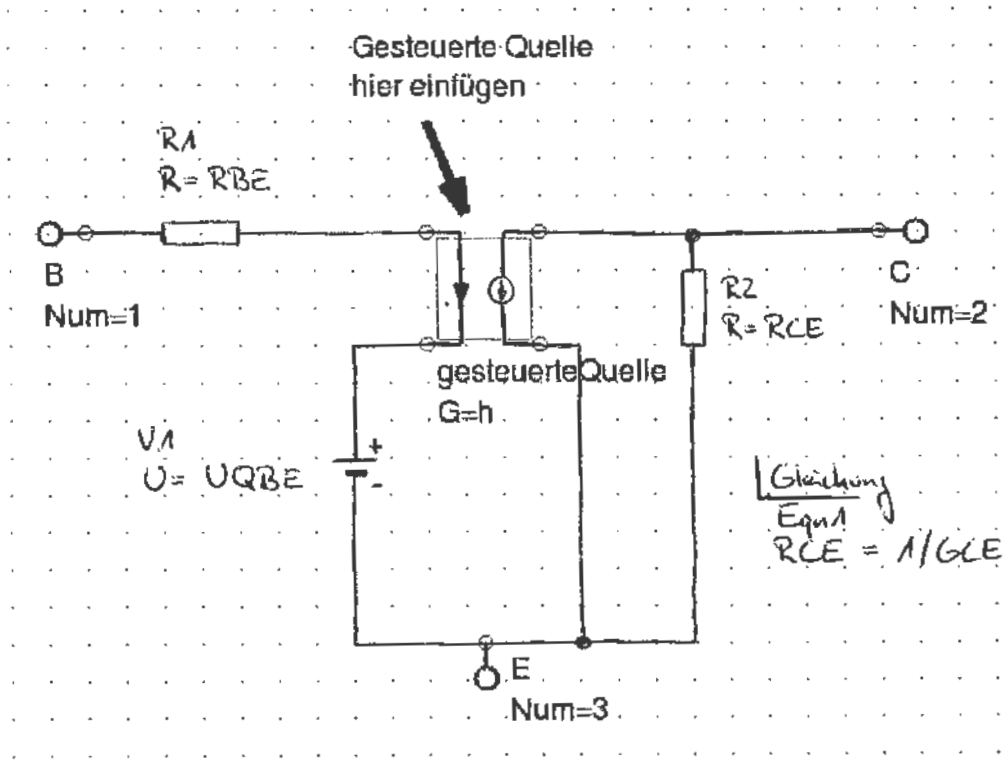 Gesteuerte Quelle
hier einfügen
R1
R= RBE
B
Num=1
R2
R= RCE
C
Num=2
gesteuerteQuelle
G=h
V1
U= UQBE
+
-
Gleichung
Eqn1
RCE = 1/GCE
E
Num=3